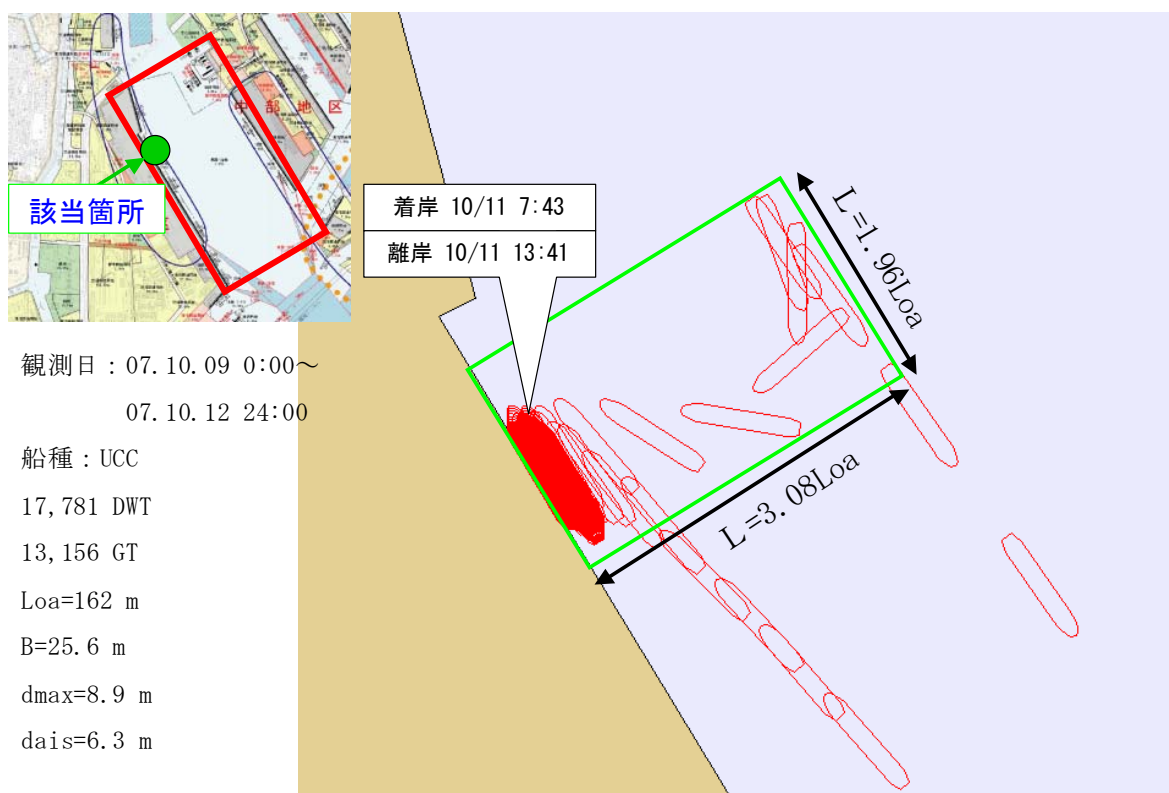 中部地区
該当箇所
着岸 10/11 7:43
離岸 10/11 13:41
L=1.96Loa
L=3.08Loa
観測日：07.10.09 0:00～
07.10.12 24:00
船種：UCC
17,781 DWT
13,156 GT
Loa=162 m
B=25.6 m
dmax=8.9 m
dais=6.3 m